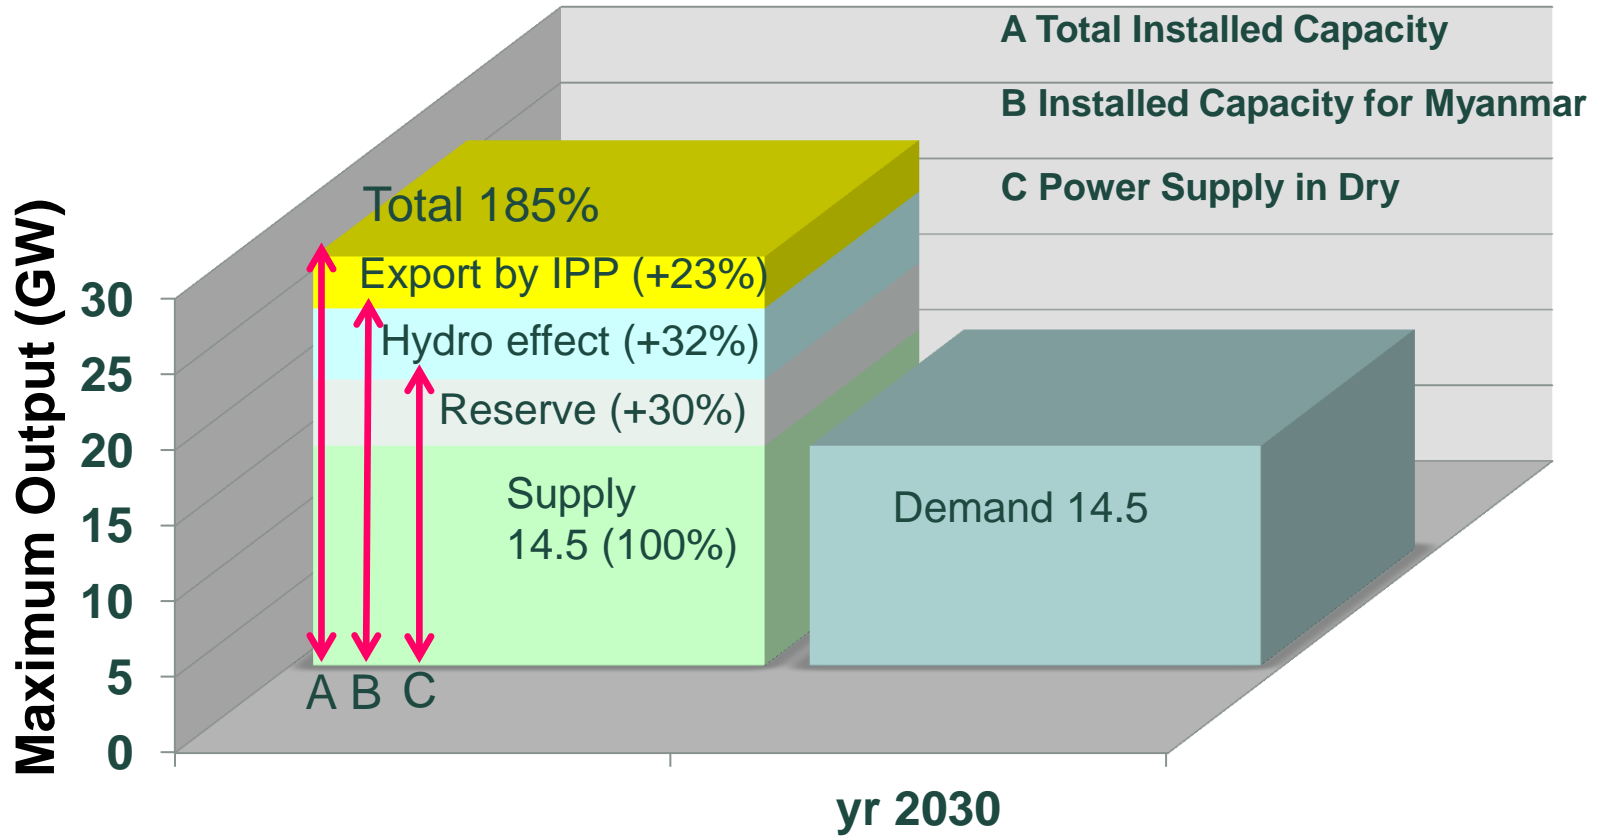 A Total Installed Capacity
B Installed Capacity for Myanmar
C Power Supply in Dry
Maximum Output (GW)
30
25
20
15
10
5
0
Total 185%
Export by IPP (+23%)
Hydro effect (+32%)
Reserve (+30%)
Supply
14.5 (100%)
Demand 14.5
A B C
yr 2030